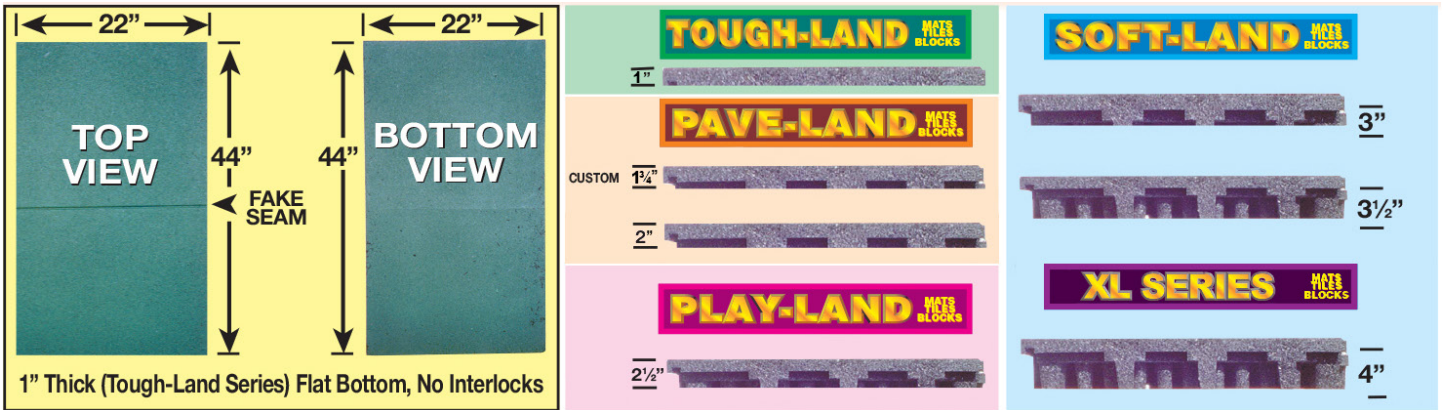 22”
22”
TOP
VIEW
BOTTOM
VIEW
44”
44”
FAKE
SEAM
1” Thick (Tough-Land Series) Flat Bottom, No Interlocks
TOUGH-LAND MATS TILES BLOCKS
1”
PAVE-LAND MATS TILES BLOCKS
CUSTOM 1¾”
2”
PLAY-LAND MATS TILES BLOCKS
2½”
SOFT-LAND MATS TILES BLOCKS
3”
3½”
XL SERIES MATS TILES BLOCKS
4”